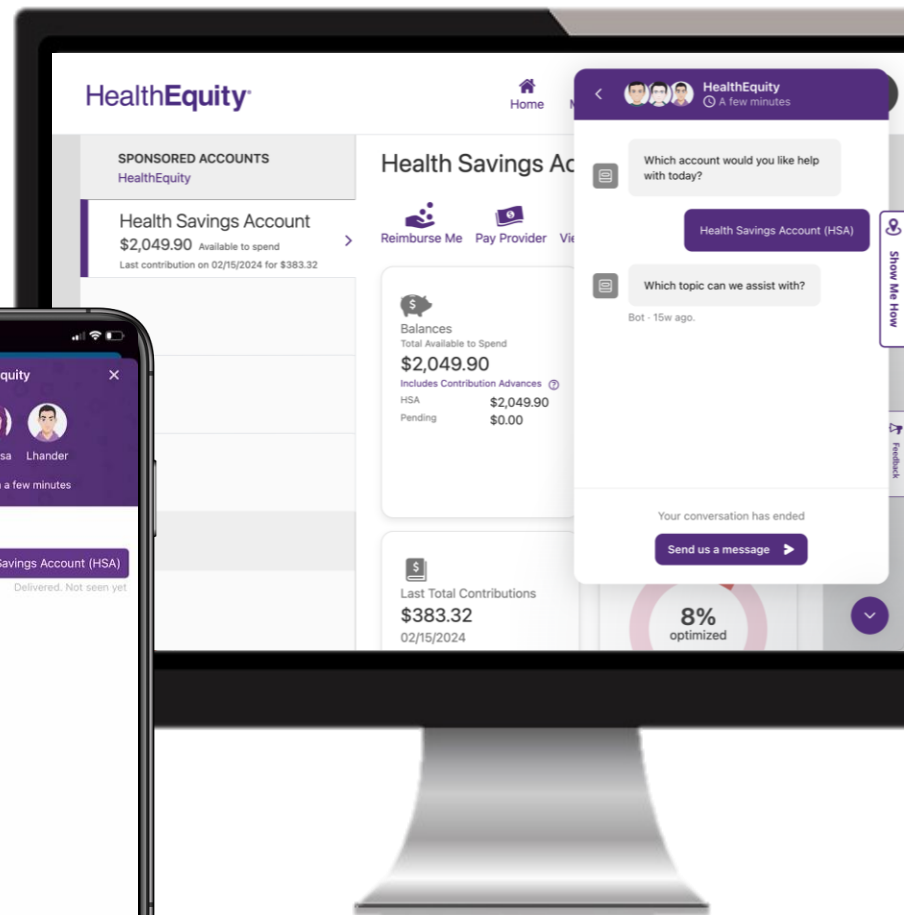 HealthEquity
Home
SPONSORED ACCOUNTS
HealthEquity
Health Savings Account
$2,049.90 Available to spend
Last contribution on 02/15/2024 for $383.32
Health Savings Ac
Reimburse Me Pay Provider Vie
Balances
Total Available to Spend
$2,049.90
Includes Contribution Advances
HSA $2,049.90
Pending $0.00
Last Total Contributions
$383.32
02/15/2024
8%
optimized
HealthEquity
A few minutes
Which account would you like help
with today?
Health Savings Account (HSA)
Which topic can we assist with?
Bot · 15w ago.
Your conversation has ended
Send us a message
Show Me How
Feedback
quity
sa Lhander
a few minutes
Savings Account (HSA)
Delivered. Not seen yet